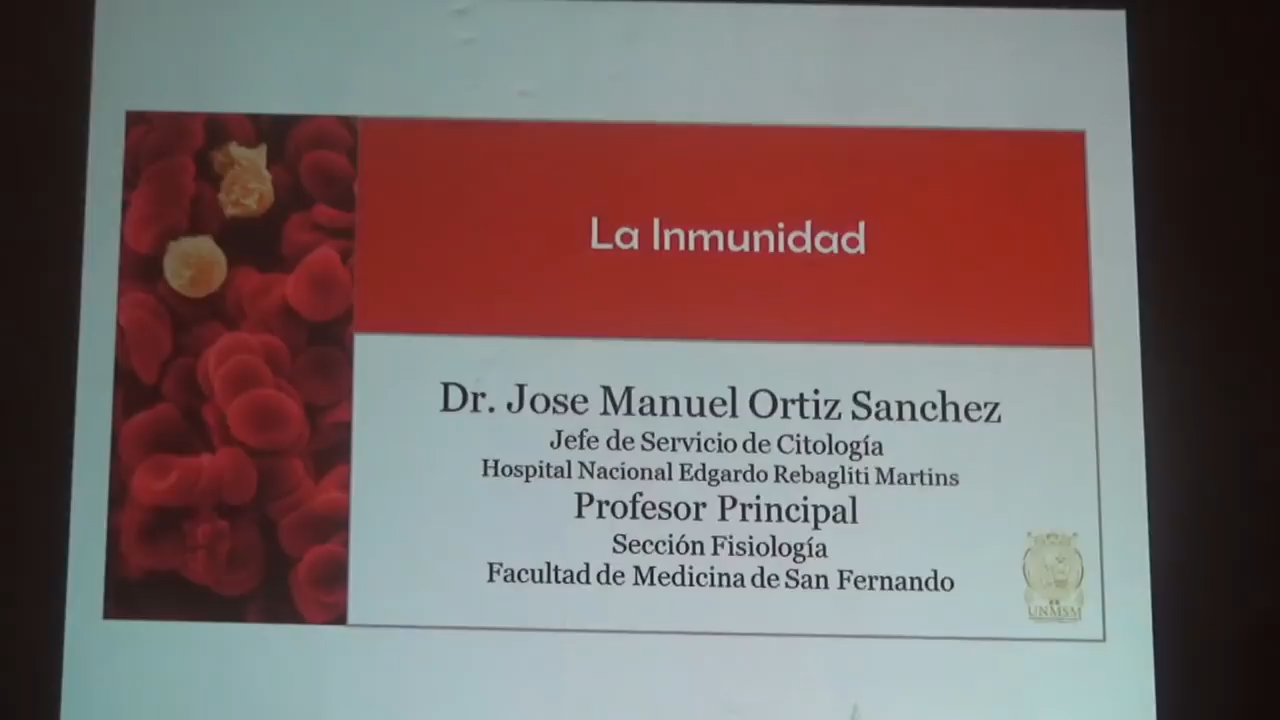 La Inmunidad
Dr. Jose Manuel Ortiz Sanchez
Jefe de Servicio de Citología
Hospital Nacional Edgardo Rebagliti Martins
Profesor Principal
Sección Fisiología
Facultad de Medicina de San Fernando
UNMSM